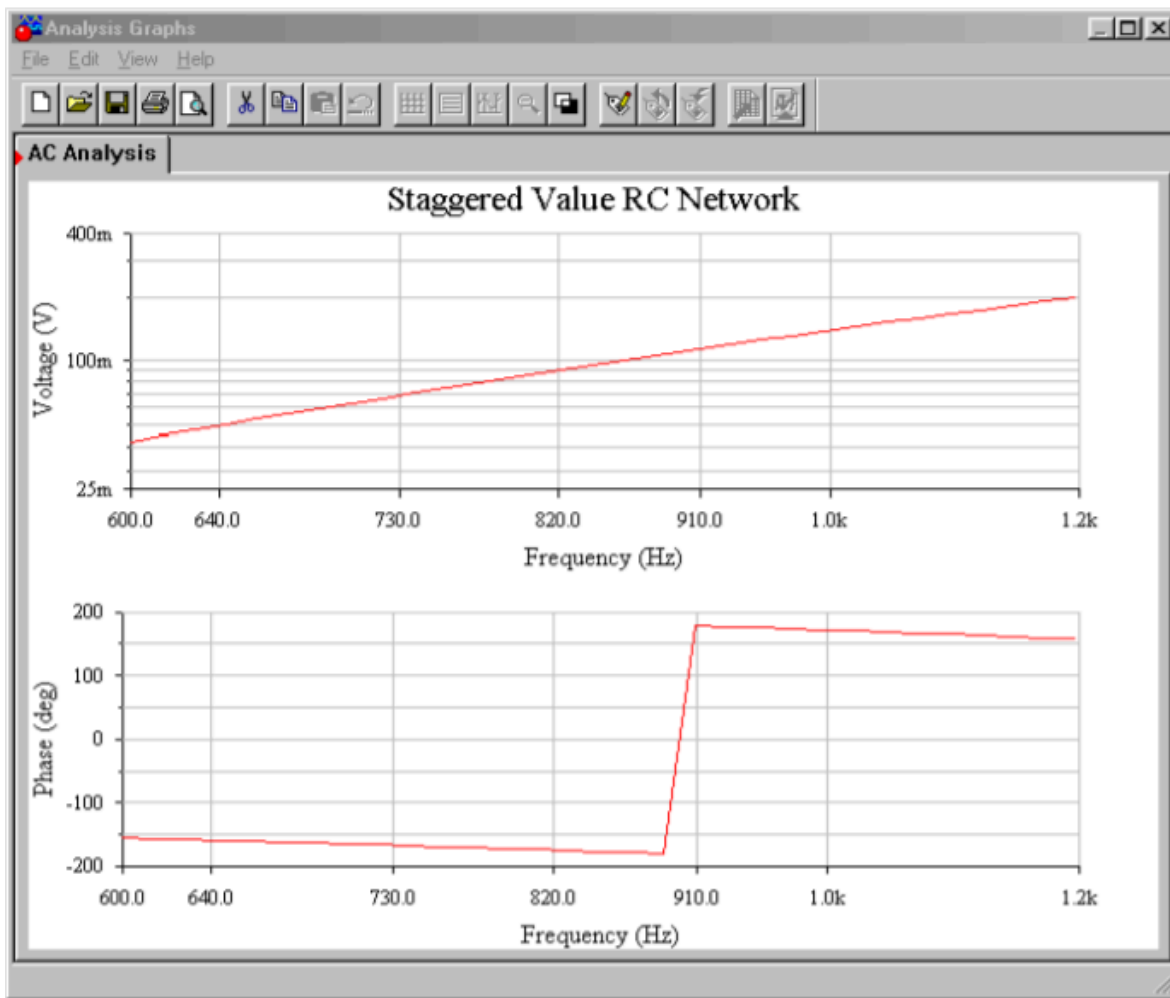 Analysis Graphs
File Edit View Help
AC Analysis
Staggered Value RC Network
400m
100m
25m
Voltage (V)
600.0 640.0 730.0 820.0 910.0 1.0k 1.2k
Frequency (Hz)
200
100
0
-100
-200
Phase (deg)
600.0 640.0 730.0 820.0 910.0 1.0k 1.2k
Frequency (Hz)